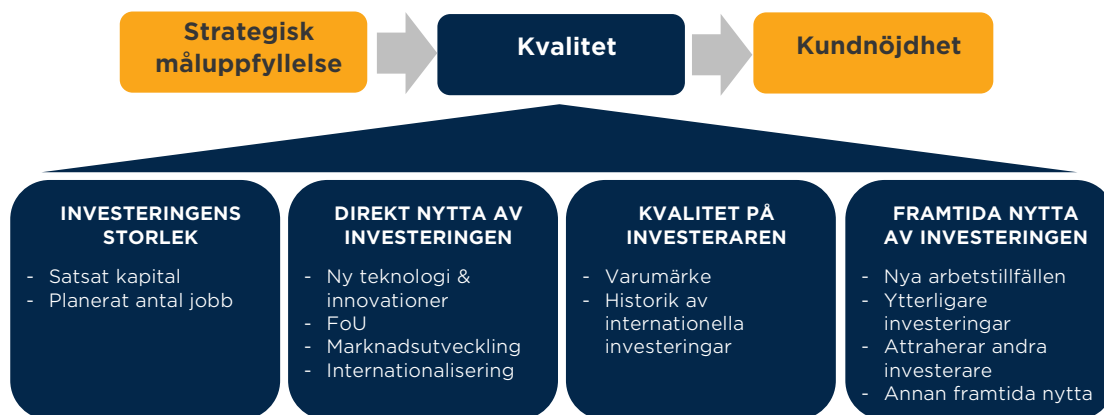 Strategisk
måluppfyllelse
Kvalitet
Kundnöjdhet
INVESTERINGENS
STORLEK
- Satsat kapital
- Planerat antal jobb
DIREKT NYTTA AV
INVESTERINGEN
- Ny teknologi &
innovationer
- FoU
- Marknadsutveckling
- Internationalisering
KVALITET PÅ
INVESTERAREN
- Varumärke
- Historik av
internationella
investeringar
FRAMTIDA NYTTA
AV INVESTERINGEN
- Nya arbetstillfällen
- Ytterligare
investeringar
- Attraherar andra
investerare
- Annan framtida nytta